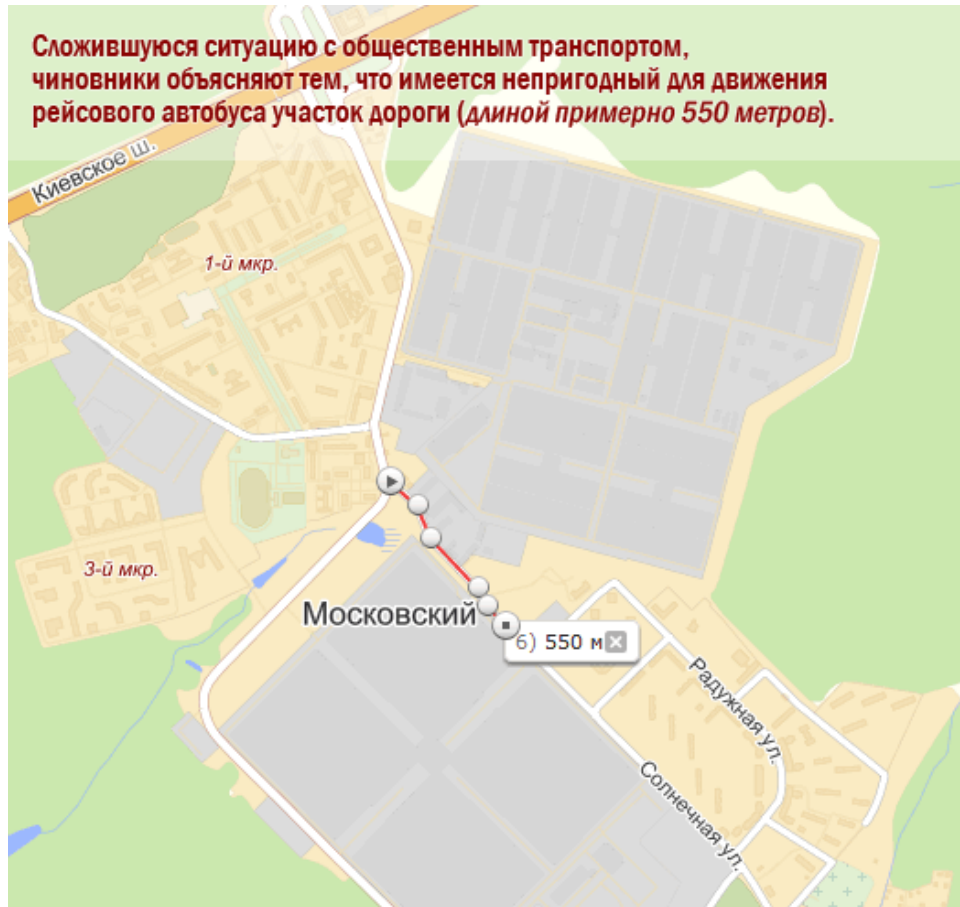 Сложившуюся ситуацию с общественным транспортом,
чиновники объясняют тем, что имеется непригодный для движения
рейсового автобуса участок дороги (длиной примерно 550 метров).
Киевское ш.
1-й мкр.
3-й мкр.
Московский
6) 550 м
Радужная ул.
Солнечная ул.